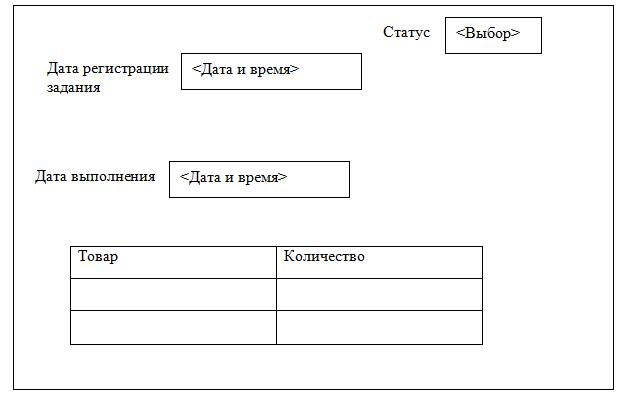 Статус <Выбор>
Дата регистрации
задания
<Дата и время>
Дата выполнения <Дата и время>
Товар Количество